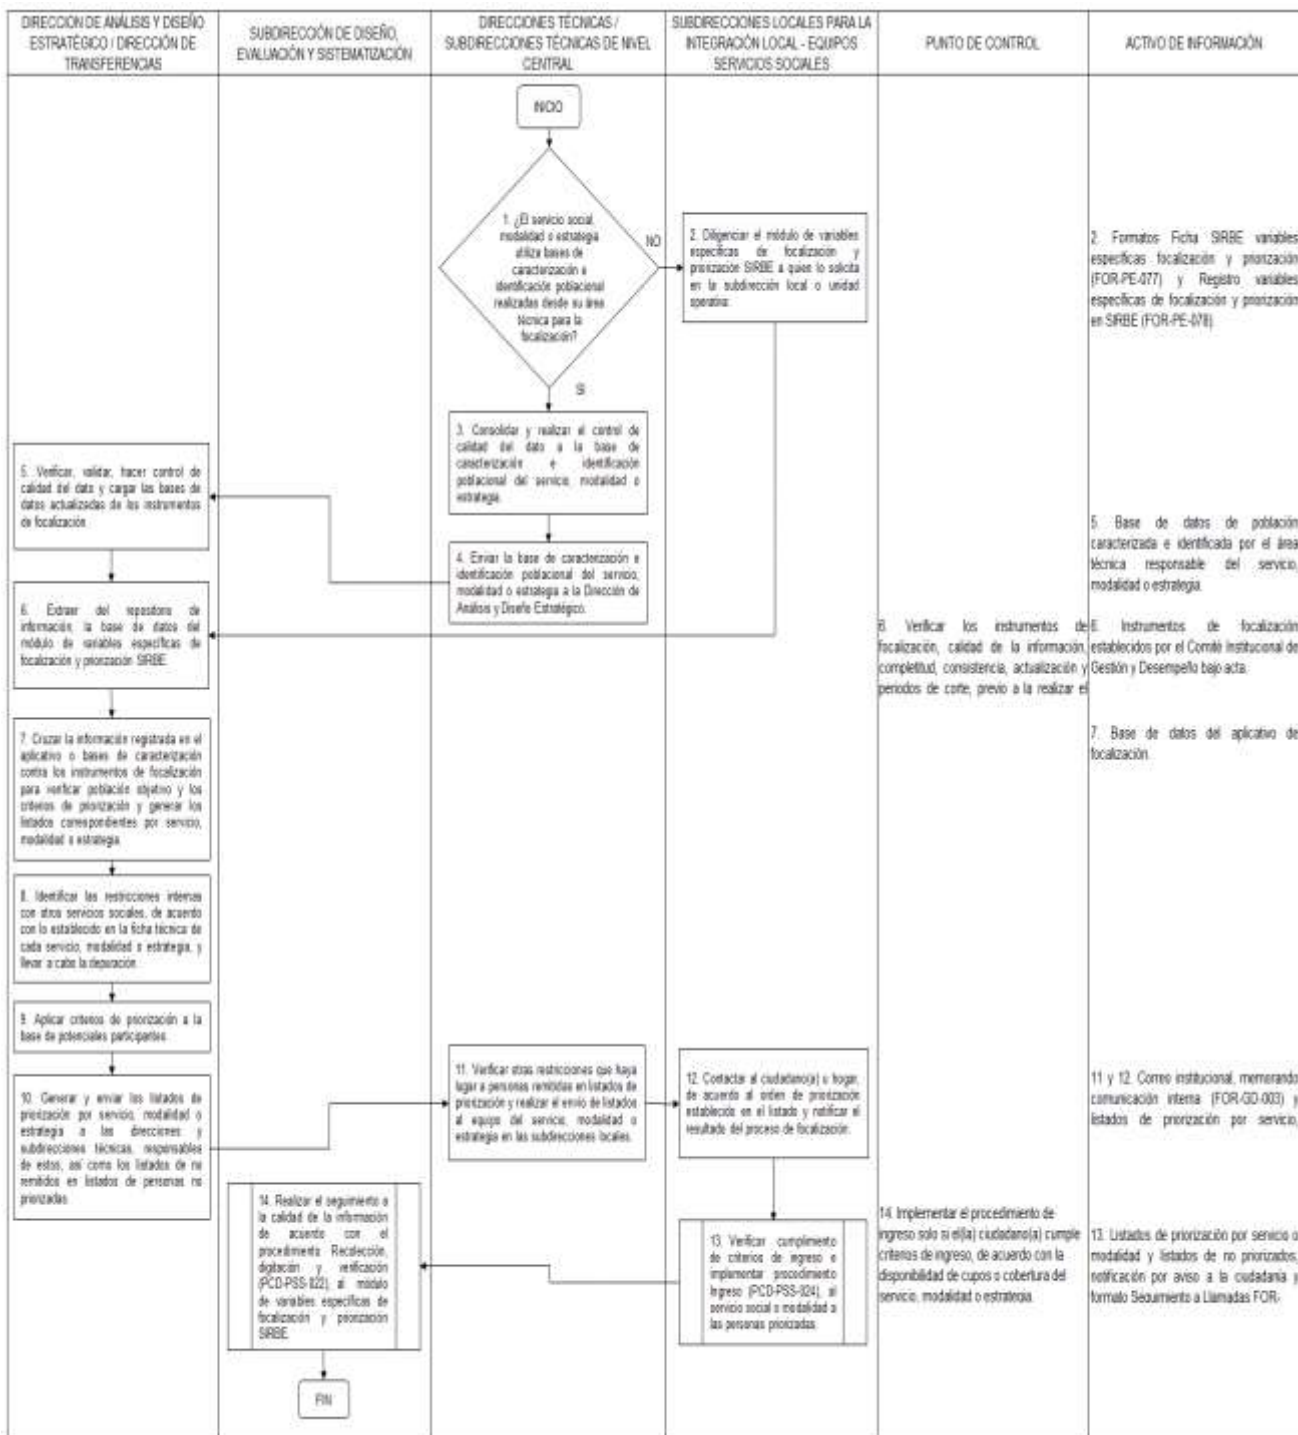 DIRECCIÓN DE ANÁLISIS Y DISEÑO
ESTRATÉGICO / DIRECCIÓN DE
TRANSFERENCIAS
SUBDIRECCIÓN DE DISEÑO,
EVALUACIÓN Y SISTEMATIZACIÓN
DIRECCIONES TÉCNICAS /
SUBDIRECCIONES TÉCNICAS DE NIVEL
CENTRAL
SUBDIRECCIONES LOCALES PARA LA
INTEGRACIÓN LOCAL - EQUIPOS
SERVICIOS SOCIALES
PUNTO DE CONTROL
ACTIVO DE INFORMACIÓN
INICIO
1. ¿El servicio social,
modalidad o estrategia
utiliza bases de
caracterización e
identificación poblacional
realizadas desde su área
técnica para la
focalización?
NO
SI
2. Diligenciar el módulo de variables
específicas de focalización y
priorización SIRBE a quien lo solicita
en la subdirección local o unidad
operativa.
2. Formatos Ficha SIRBE variables
específicas focalización y priorización
(FOR-PE-077) y Registro variables
específicas de focalización y priorización
en SIRBE (FOR-PE-078).
3. Consolidar y realizar el control de
calidad del dato a la base de
caracterización e identificación
poblacional del servicio, modalidad o
estrategia.
4. Enviar la base de caracterización e
identificación poblacional del servicio,
modalidad o estrategia a la Dirección de
Análisis y Diseño Estratégico.
5. Verificar, validar, hacer control de
calidad del dato y cargar las bases de
datos actualizadas de los instrumentos
de focalización.
5. Base de datos de población
caracterizada e identificada por el área
técnica responsable del servicio,
modalidad o estrategia.
6. Extraer del repositorio de
información, la base de datos del
módulo de variables específicas de
focalización y priorización SIRBE.
6. Verificar los instrumentos de
focalización, calidad de la información,
completitud, consistencia, actualización y
periodos de corte, previo a la realizar el
6. Instrumentos de focalización
establecidos por el Comité Institucional de
Gestión y Desempeño bajo acta.
7. Cruzar la información registrada en el
aplicativo o bases de caracterización
contra los instrumentos de focalización
para verificar población objetivo y los
criterios de priorización y generar los
listados correspondientes por servicio,
modalidad o estrategia.
7. Base de datos del aplicativo de
focalización.
8. Identificar las restricciones internas
con otros servicios sociales, de acuerdo
con lo establecido en la ficha técnica de
cada servicio, modalidad o estrategia, y
llevar a cabo la depuración.
9. Aplicar criterios de priorización a la
base de potenciales participantes.
10. Generar y enviar los listados de
priorización por servicio, modalidad o
estrategia a las direcciones y
subdirecciones técnicas, responsables
de estos, así como los listados de no
remitidos en listados de personas no
priorizadas.
11. Verificar otras restricciones que haya
lugar a personas remitidas en listados de
priorización y realizar el envío de listados
al equipo del servicio, modalidad o
estrategia en las subdirecciones locales.
12. Contactar al ciudadano(a) u hogar,
de acuerdo al orden de priorización
establecido en el listado y notificar el
resultado del proceso de focalización.
11 y 12. Correo institucional, memorando
comunicación interna (FOR-GD-003) y
listados de priorización por servicio,
14. Realizar el seguimiento a
la calidad de la información
de acuerdo con el
procedimiento Recolección,
digitación y verificación
(PCD-PSS-022), al módulo
de variables específicas de
focalización y priorización
SIRBE.
13. Verificar cumplimiento
de criterios de ingreso e
implementar procedimiento
Ingreso (PCD-PSS-024), al
servicio social o modalidad a
las personas priorizadas.
14. Implementar el procedimiento de
ingreso solo si el(la) ciudadano(a) cumple
criterios de ingreso, de acuerdo con la
disponibilidad de cupos o cobertura del
servicio, modalidad o estrategia.
13. Listados de priorización por servicio o
modalidad y listados de no priorizados,
notificación por aviso a la ciudadanía y
formato Seguimiento a Llamadas FOR-
FIN